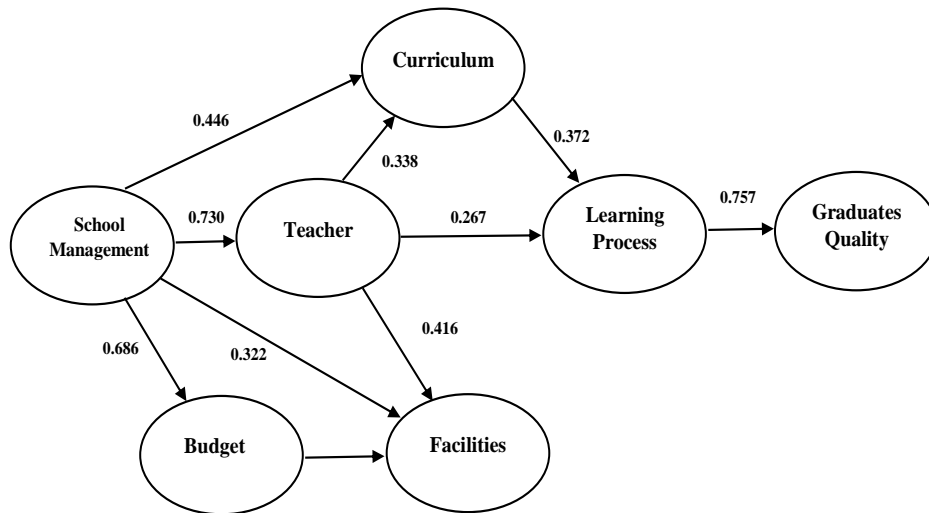 Curriculum
0.446
0.372
0.338
School
Management
0.730
Teacher
0.267
Learning
Process
0.757
Graduates
Quality
0.686
0.322
0.416
Budget
Facilities